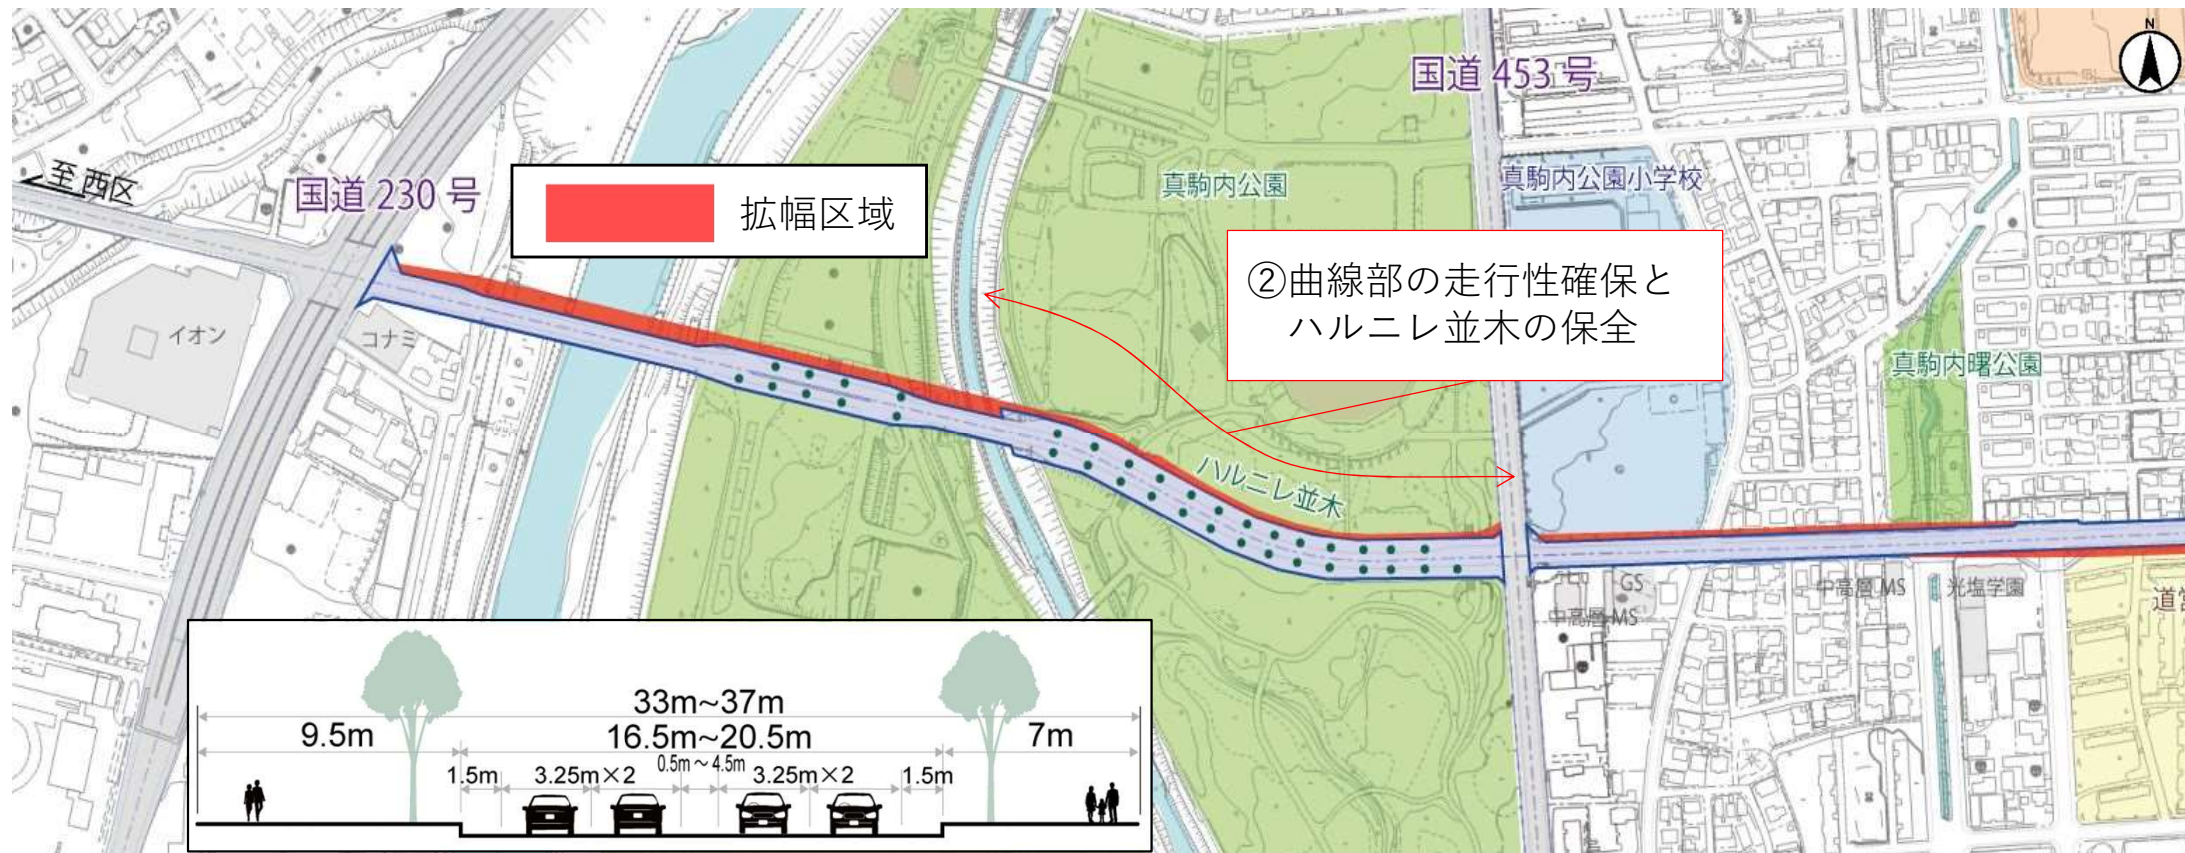 N
国道 453 号
至 西区
国道 230 号
拡幅区域
真駒内公園
真駒内公園小学校
②曲線部の走行性確保と
ハルニレ並木の保全
イオン
コナミ
真駒内曙公園
ハルニレ並木
GS
中高層 MS
中高層 MS
光塩学園
道営
33m~37m
9.5m
16.5m~20.5m
7m
0.5m～4.5m
1.5m
3.25m×2
3.25m×2
1.5m